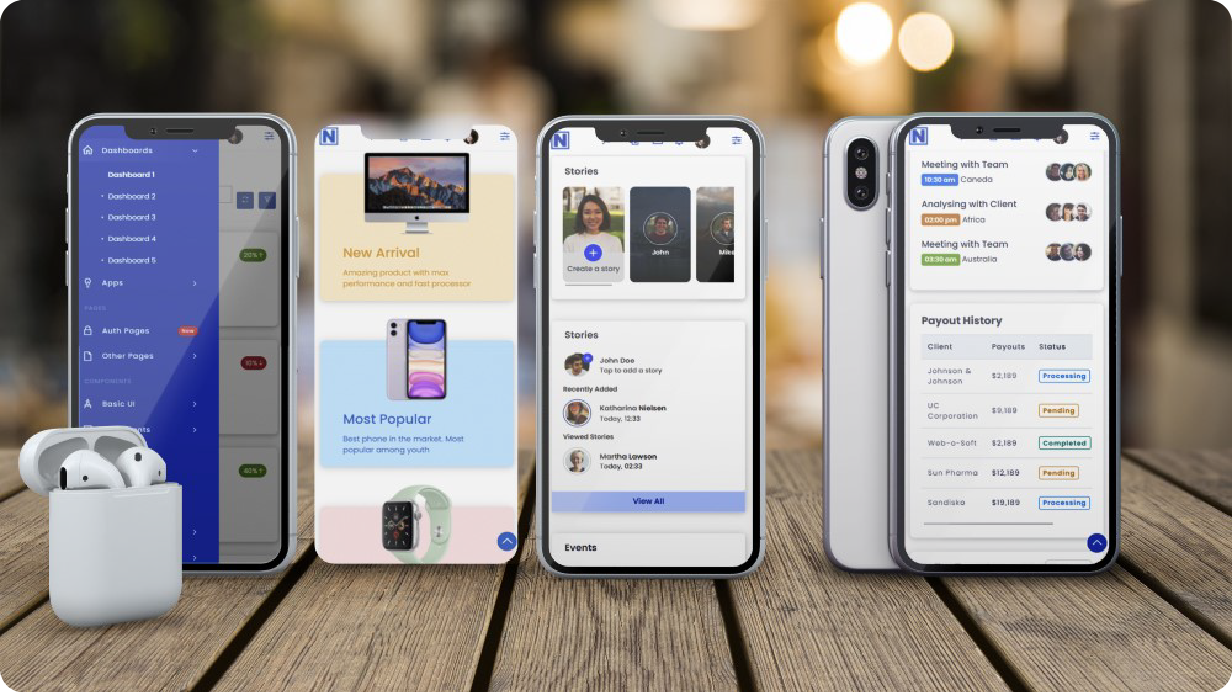 Dashboards
Dashboard 1
Dashboard 2
Dashboard 3
Dashboard 4
Dashboard 5
Apps
PAGES
Auth Pages New
Other Pages
COMPONENTS
Basic UI
N
New Arrival
Amazing product with max
performance and fast processor
Most Popular
Best phone in the market. Most
popular among youth
N
Stories
Create a story
John
Mike
Stories
John Doe
Tap to add a story
Recently Added
Katharina Nielsen
Today, 12:33
Viewed Stories
Martha Lawson
Today, 02:33
View All
Events
N
Meeting with Team
10:30 am Canada
Analysing with Client
02:00 pm Africa
Meeting with Team
Australia
Payout History
Client Payouts Status
Johnson &
Johnson
$2,189 Processing
UC
Corporation
$9,189 Pending
Web-o-Soft $2,189 Completed
Sun Pharma $12,189 Pending
Sandisko $19,189 Processing